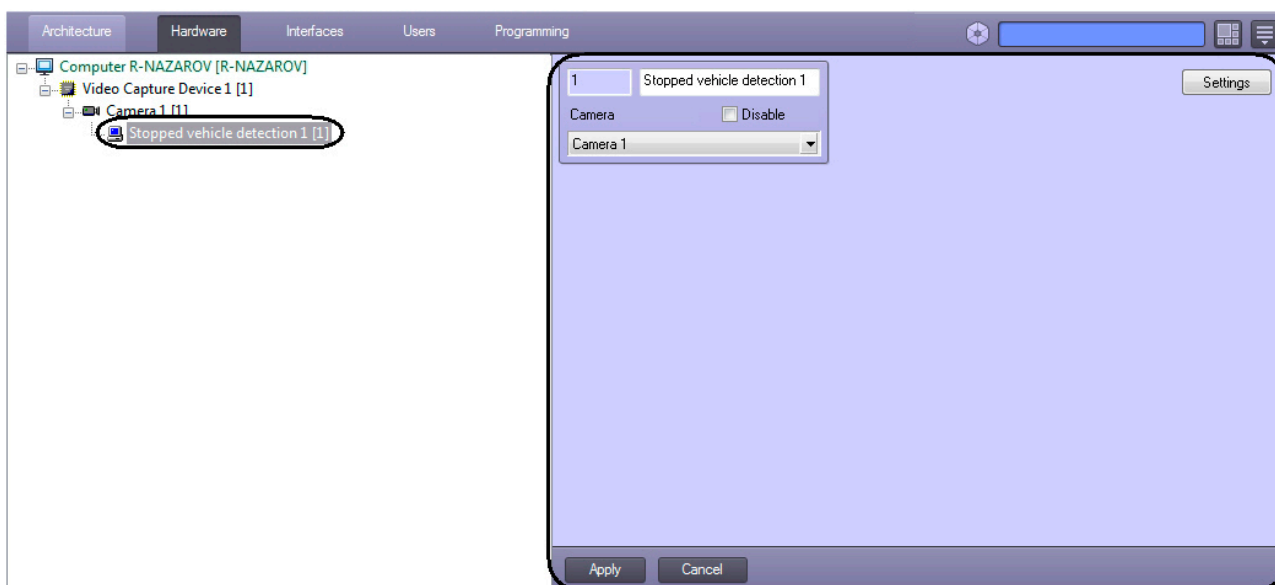 Architecture Hardware Interfaces Users Programming
Computer R-NAZAROV [R-NAZAROV]
Video Capture Device 1 [1]
Camera 1 [1]
Stopped vehicle detection 1 [1]
1 Stopped vehicle detection 1 Settings
Camera Disable
Camera 1
Apply Cancel